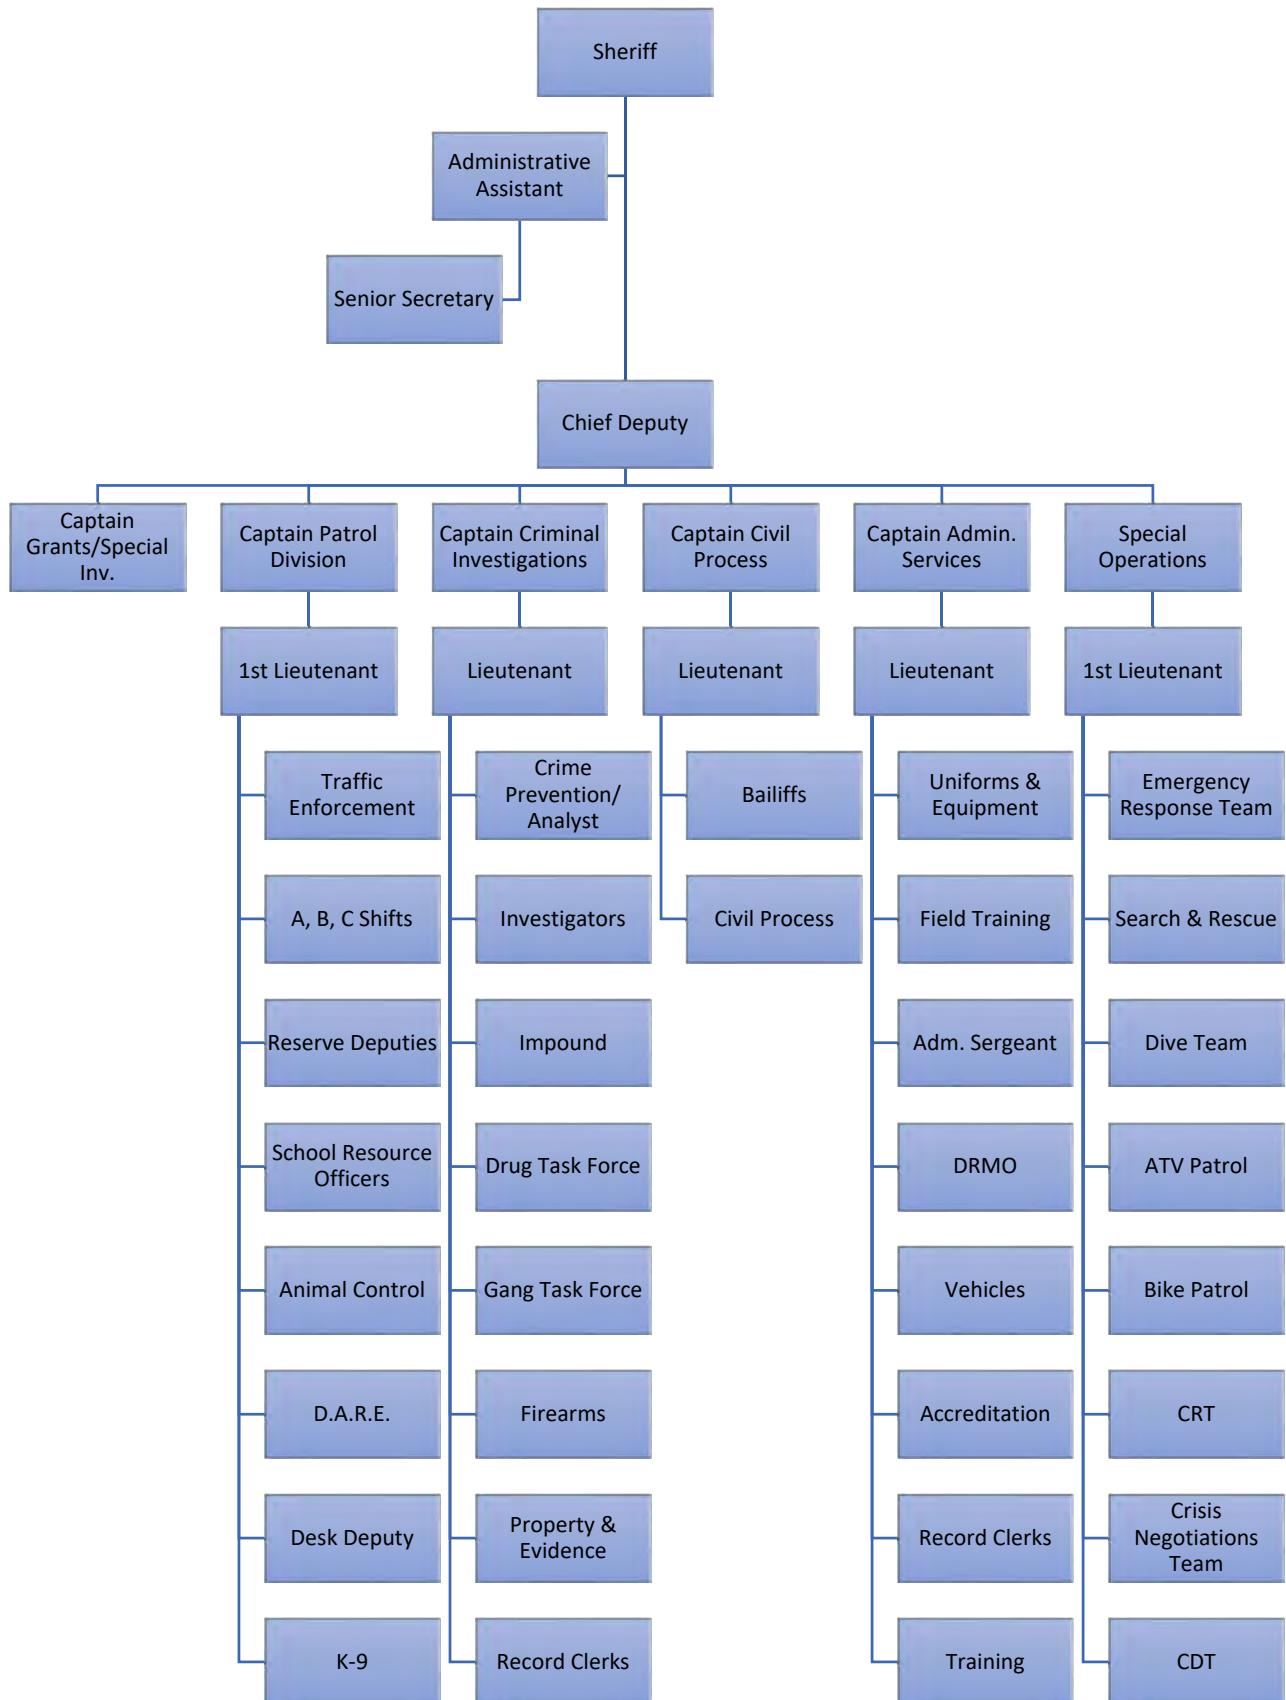 Sheriff
Administrative
Assistant
Senior Secretary
Chief Deputy
Captain
Grants/Special
Inv.
Captain Patrol
Division
Captain Criminal
Investigations
Captain Civil
Process
Captain Admin.
Services
Special
Operations
1st Lieutenant
Lieutenant
Lieutenant
Lieutenant
1st Lieutenant
Traffic
Enforcement
Crime
Prevention/
Analyst
Bailiffs
Uniforms &
Equipment
Emergency
Response Team
A, B, C Shifts
Investigators
Civil Process
Field Training
Search & Rescue
Reserve Deputies
Impound
Adm. Sergeant
Dive Team
School Resource
Officers
Drug Task Force
DRMO
ATV Patrol
Animal Control
Gang Task Force
Vehicles
Bike Patrol
D.A.R.E.
Firearms
Accreditation
CRT
Desk Deputy
Property &
Evidence
Record Clerks
Crisis
Negotiations
Team
K-9
Record Clerks
Training
CDT